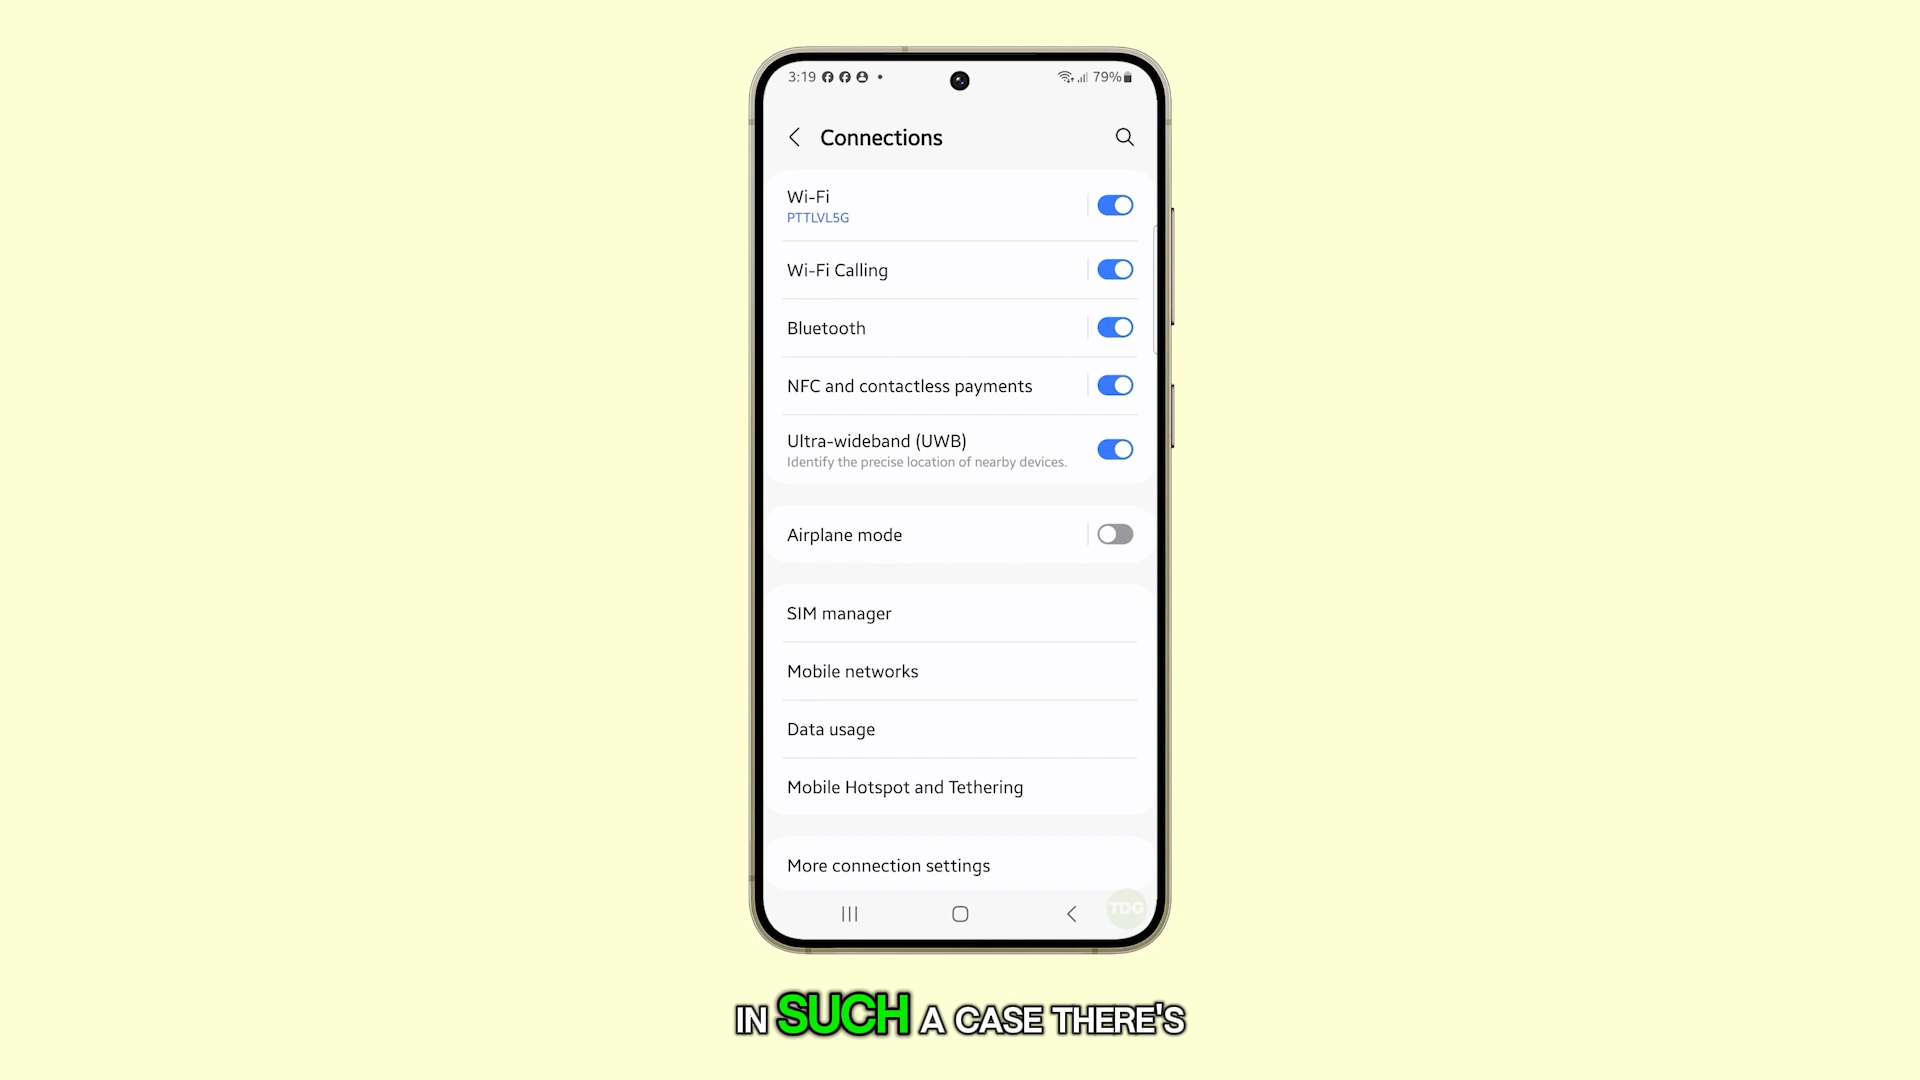 3:19
79%
Connections
Wi-Fi
PTTLVL5G
Wi-Fi Calling
Bluetooth
NFC and contactless payments
Ultra-wideband (UWB)
Identify the precise location of nearby devices.
Airplane mode
SIM manager
Mobile networks
Data usage
Mobile Hotspot and Tethering
More connection settings
TDG
IN SUCH A CASE THERE'S